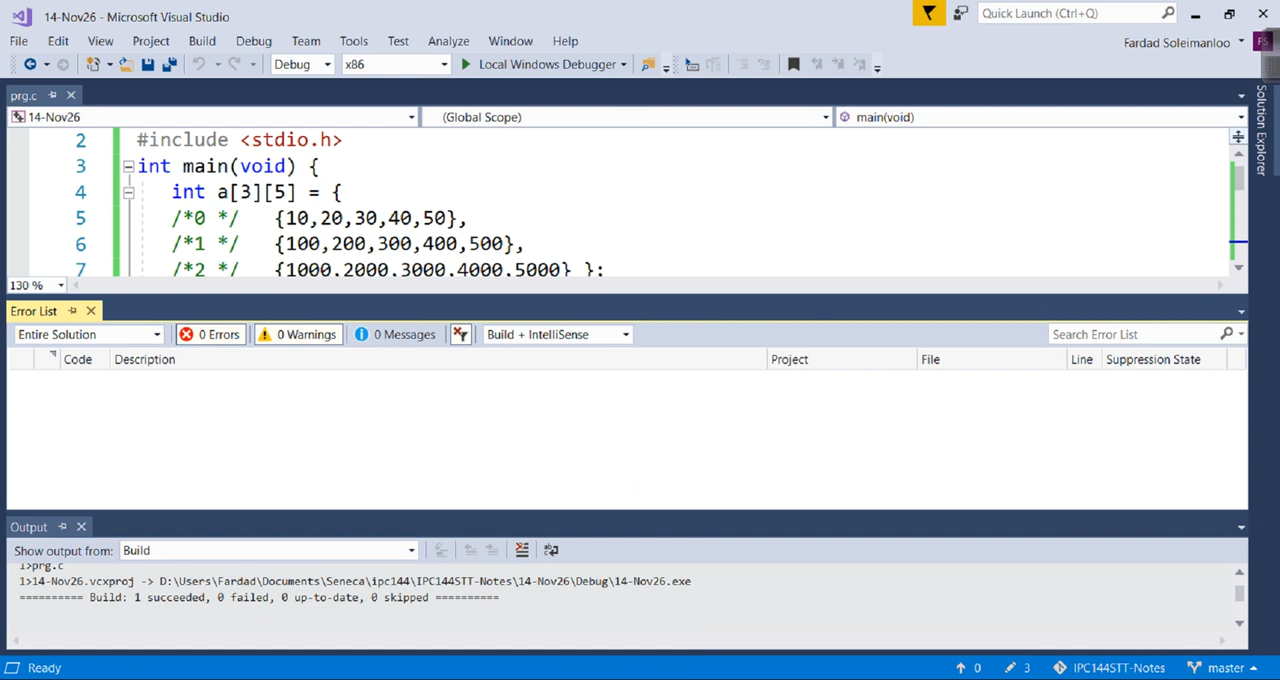 14-Nov26 - Microsoft Visual Studio
Quick Launch (Ctrl+Q)
File Edit View Project Build Debug Team Tools Test Analyze Window Help
Fardad Soleimanloo FS
Debug x86 Local Windows Debugger
prg.c
Solution Explorer
14-Nov26 (Global Scope) main(void)
2 #include <stdio.h>
3 int main(void) {
4 int a[3][5] = {
5 /*0 */ {10,20,30,40,50},
6 /*1 */ {100,200,300,400,500},
7 /*2 */ {1000,2000,3000,4000,5000} };
130 %
Error List
Entire Solution 0 Errors 0 Warnings 0 Messages Build + IntelliSense Search Error List
Code Description Project File Line Suppression State
Output
Show output from: Build
1>prg.c
1>14-Nov26.vcxproj -> D:\Users\Fardad\Documents\Seneca\ipc144\IPC144STT-Notes\14-Nov26\Debug\14-Nov26.exe
========== Build: 1 succeeded, 0 failed, 0 up-to-date, 0 skipped ==========
Ready 0 3 IPC144STT-Notes master